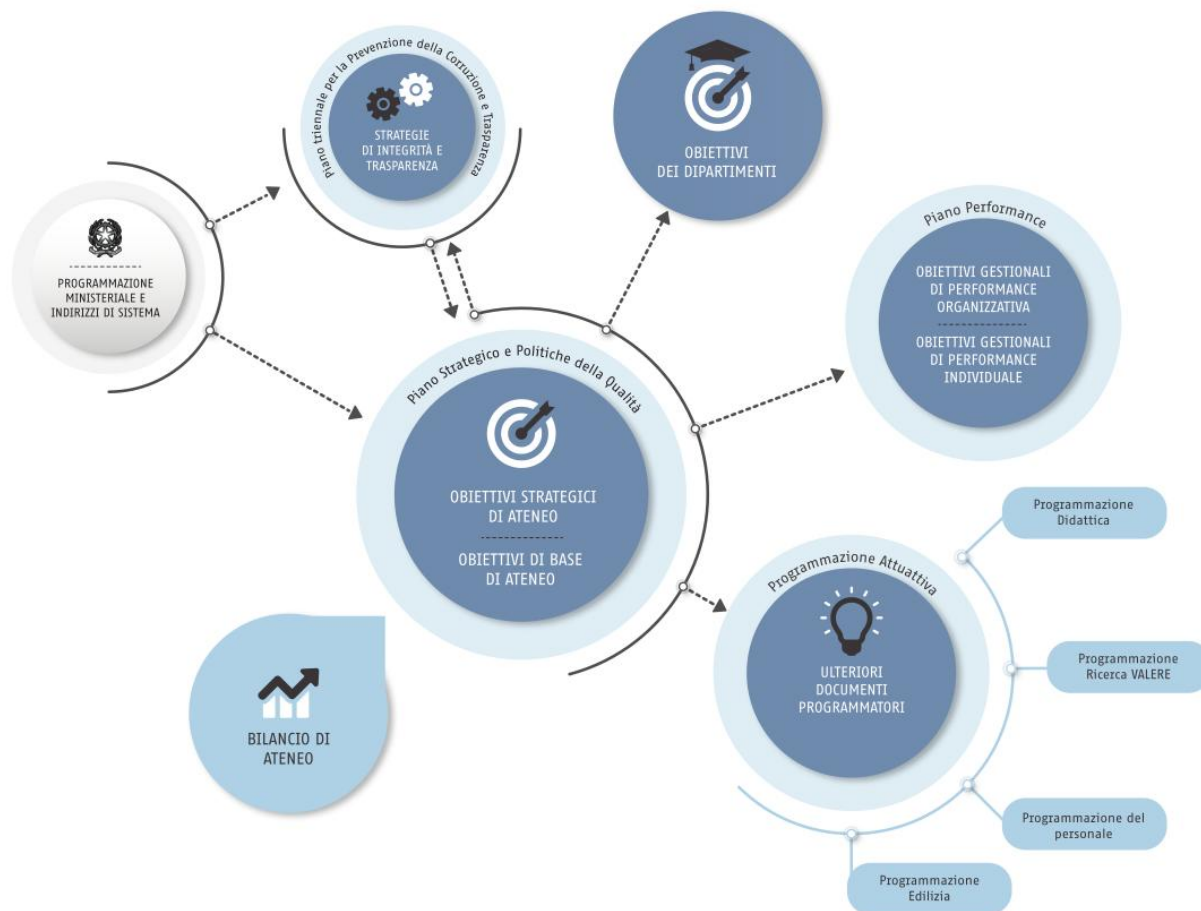 Piano triennale per la Prevenzione della Corruzione e Trasparenza
STRATEGIE
DI INTEGRITÀ E
TRASPARENZA
OBIETTIVI
DEI DIPARTIMENTI
PROGRAMMAZIONE
MINISTERIALE E
INDIRIZZI DI SISTEMA
Piano Performance
OBIETTIVI GESTIONALI
DI PERFORMANCE
ORGANIZZATIVA
OBIETTIVI GESTIONALI
DI PERFORMANCE
INDIVIDUALE
Piano Strategico e Politiche della Qualità
OBIETTIVI STRATEGICI
DI ATENEO
OBIETTIVI DI BASE
DI ATENEO
Programmazione Attuattiva
ULTERIORI
DOCUMENTI
PROGRAMMATORI
Programmazione
Didattica
Programmazione
Ricerca VALERE
Programmazione del
personale
Programmazione
Edilizia
BILANCIO DI
ATENEO